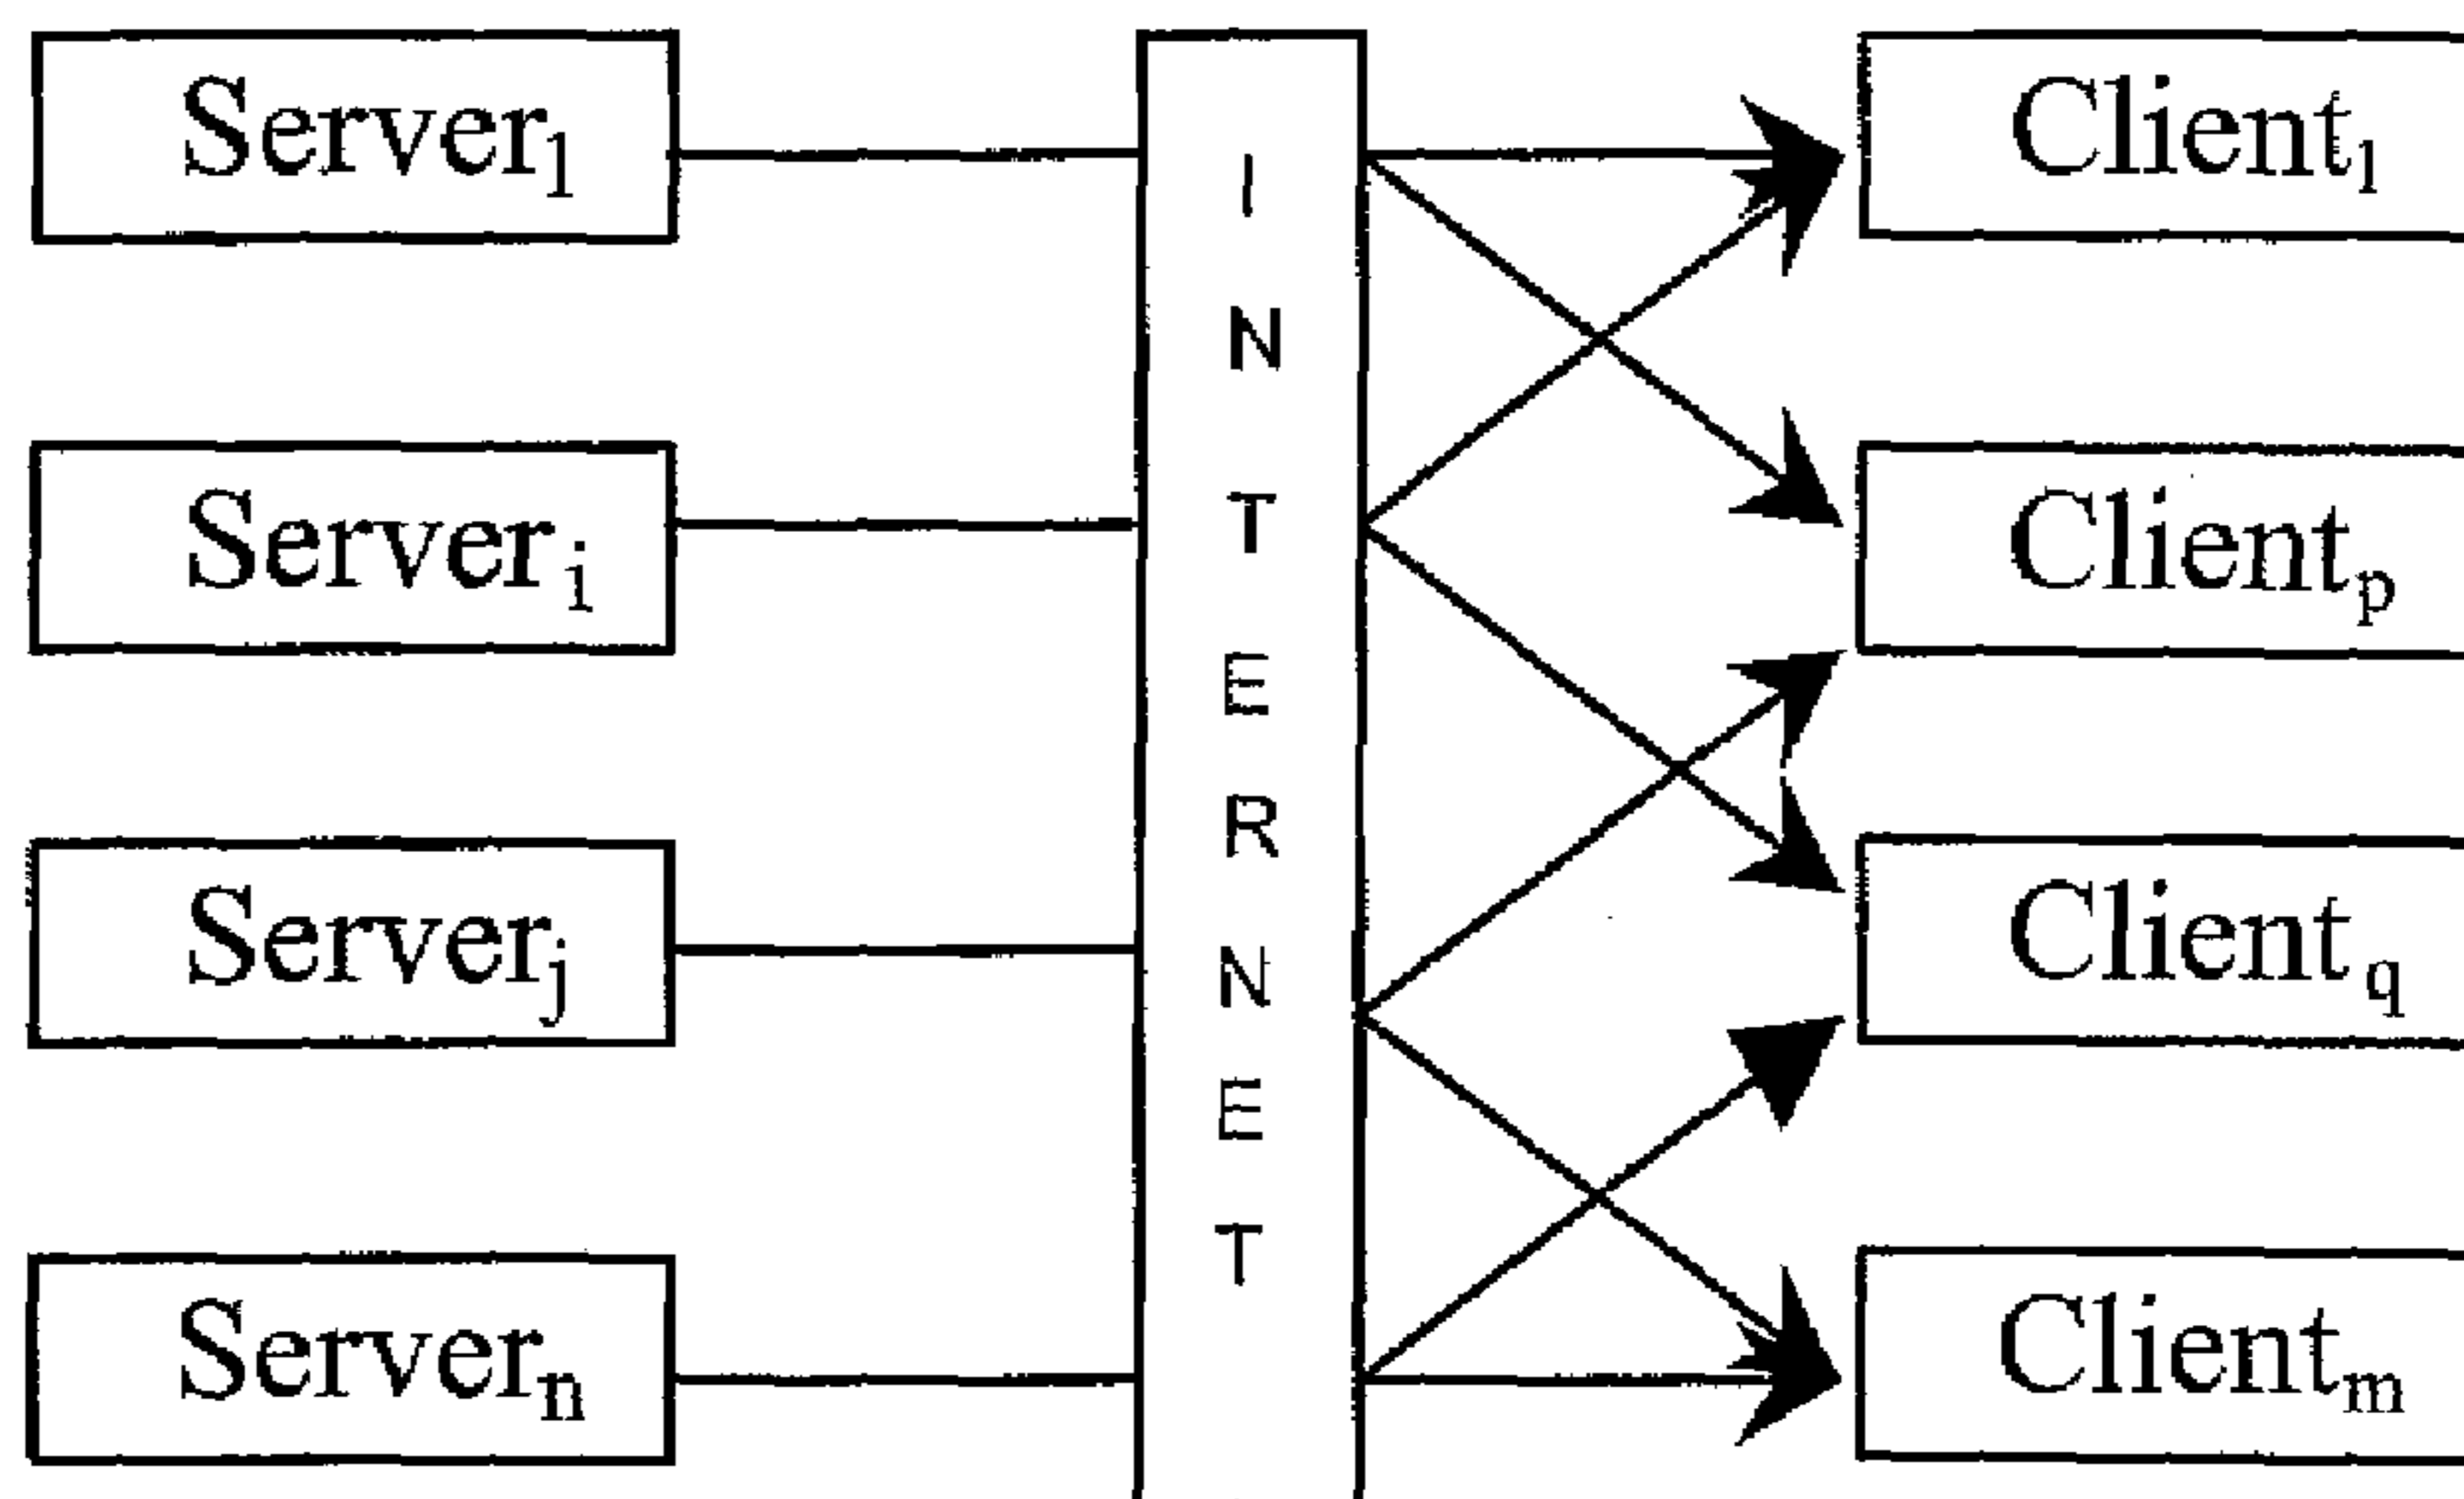 Server1
Serveri
Serverj
Servern
INTERNET
Client1
Clientp
Clientq
Clientm